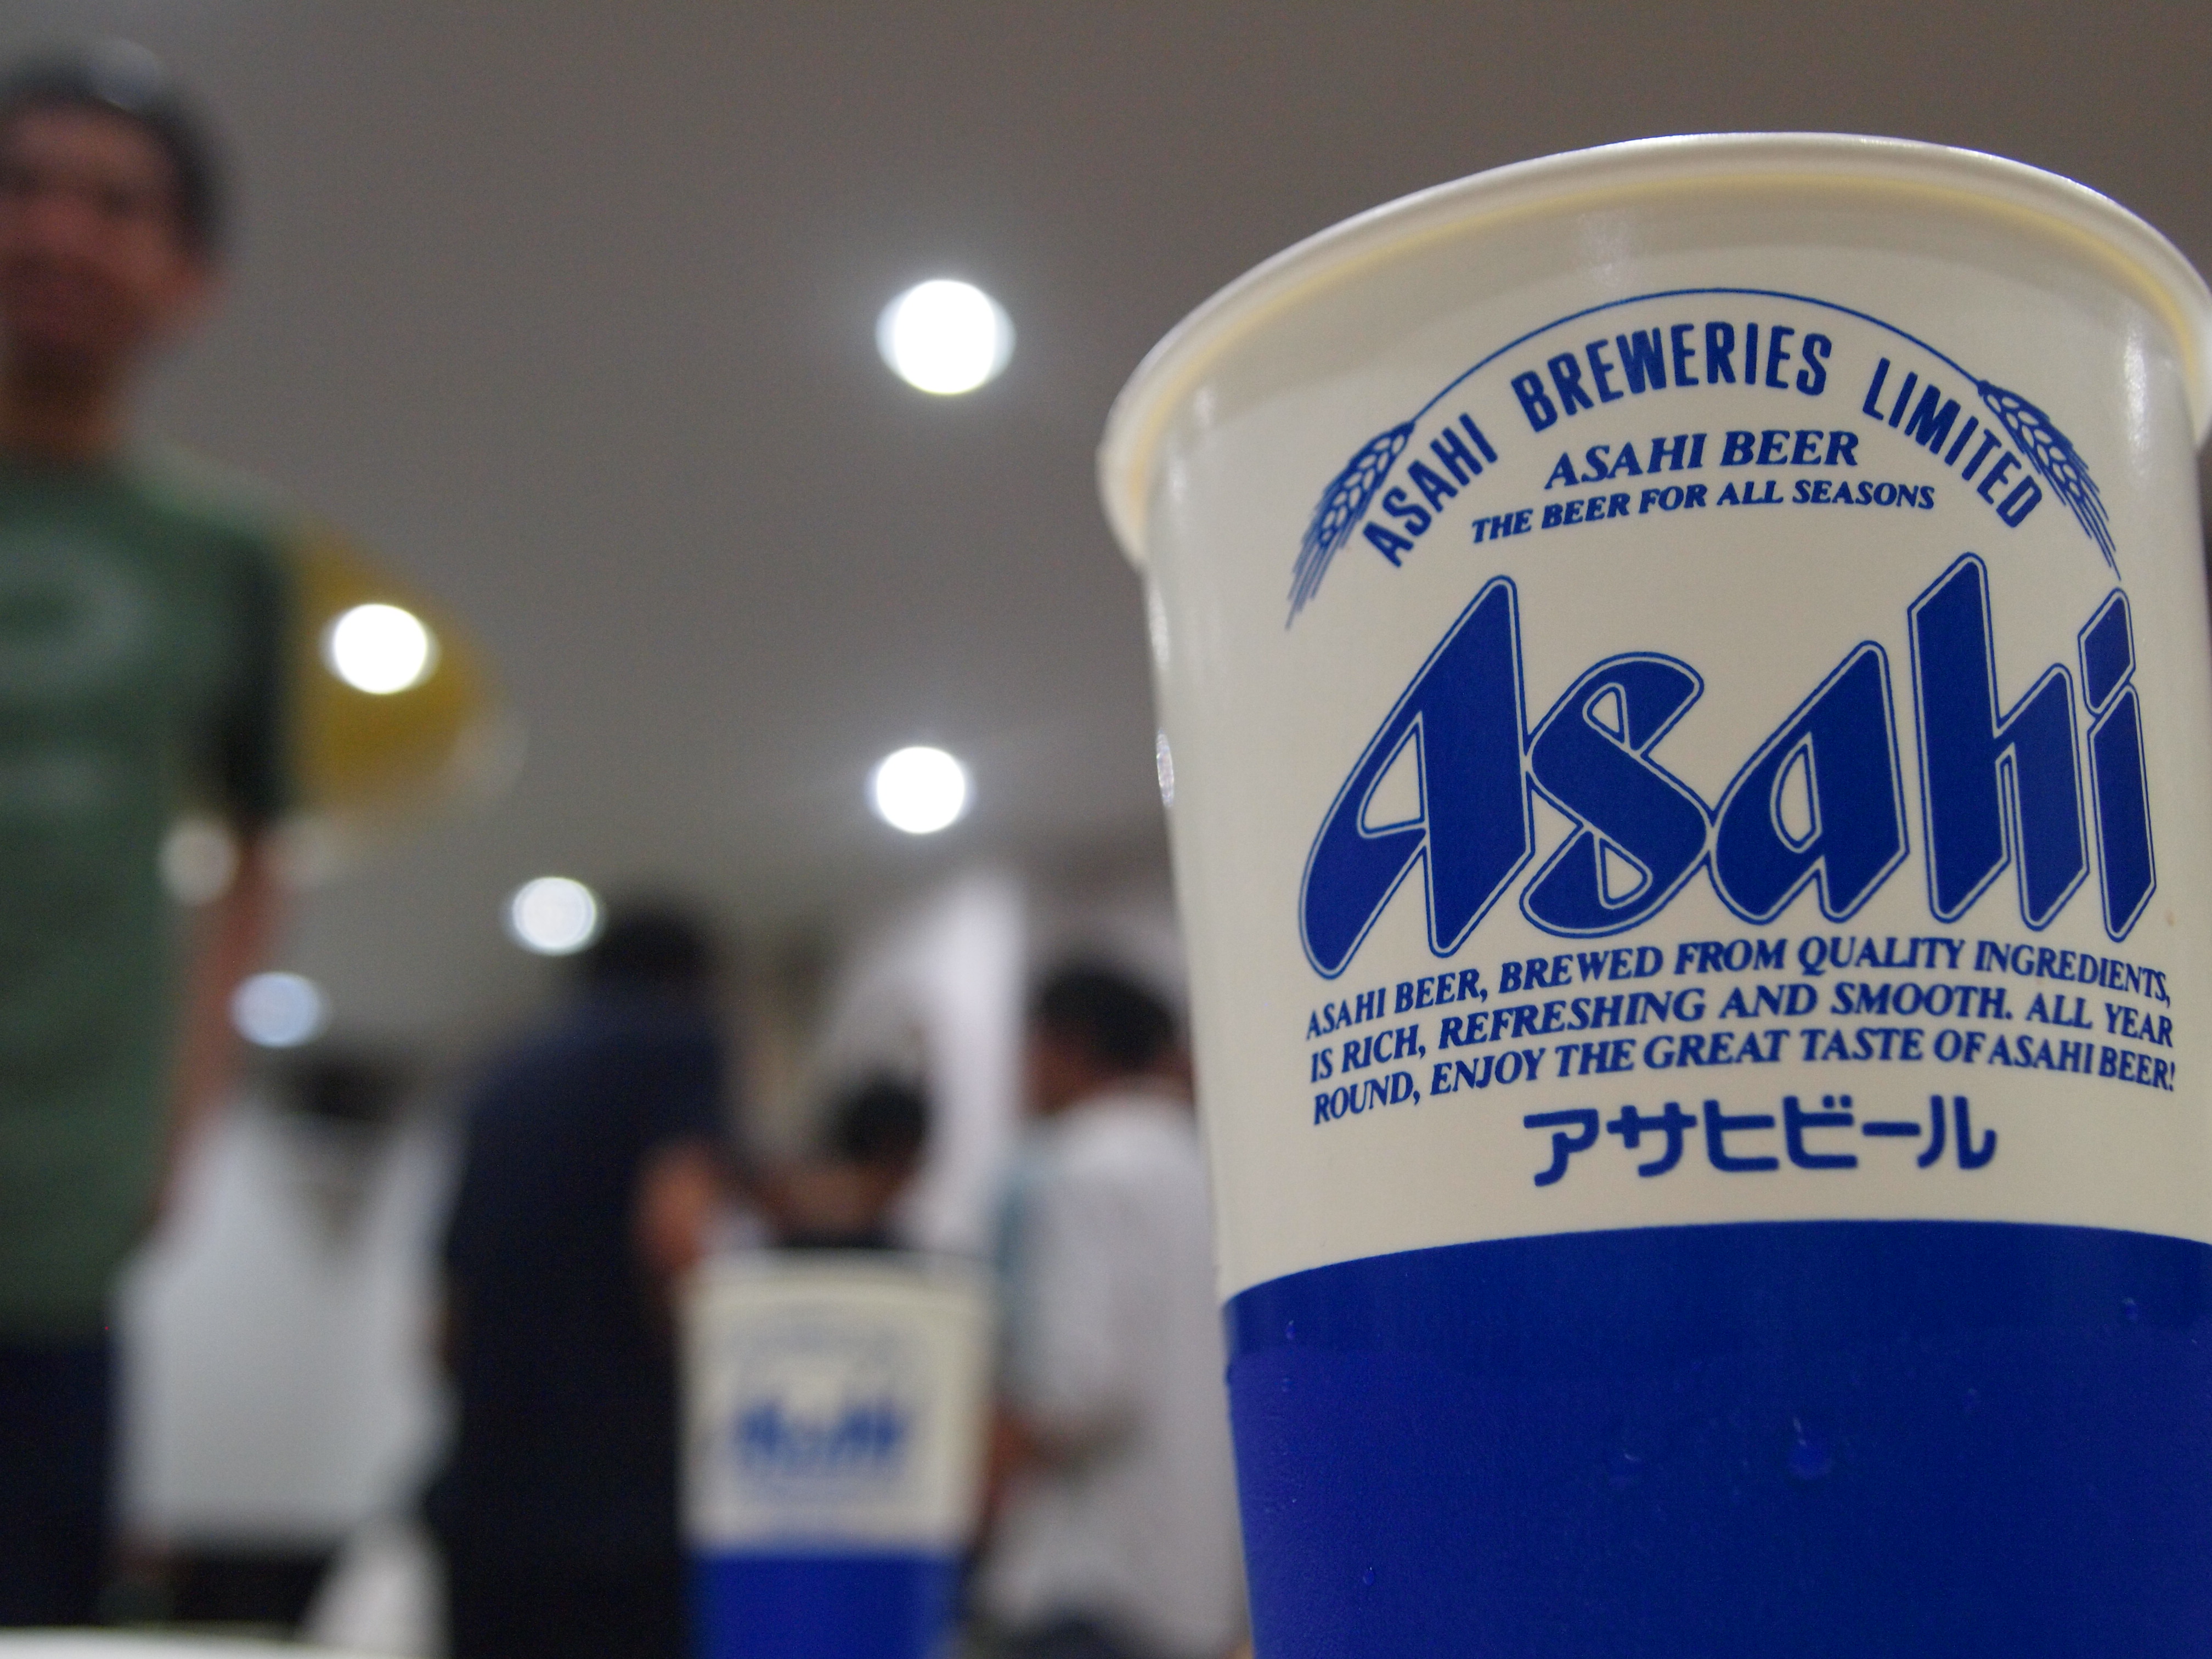 ASAHI BREWERIES LIMITED
ASAHI BEER
THE BEER FOR ALL SEASONS
Asahi
ASAHI BEER, BREWED FROM QUALITY INGREDIENTS,
IS RICH, REFRESHING AND SMOOTH. ALL YEAR
ROUND, ENJOY THE GREAT TASTE OF ASAHI BEER!
アサヒビール
Asahi